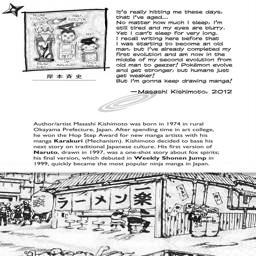 It's really hitting me these days,
that I've aged...
No matter how much I sleep, I'm
still tired and my eyes are blurry.
Yet I can't sleep for very long.
I recall writing here before that
I was starting to become an old
man, but I've already completed my
first evolution and am now in the
middle of my second evolution from
old man to geezer! Pokémon evolve
and get stronger, but humans just
get weaker!
But I'm gonna keep drawing manga!
—Masashi Kishimoto, 2012
岸本斉史
Author/artist Masashi Kishimoto was born in 1974 in rural
Okayama Prefecture, Japan. After spending time in art college,
he won the Hop Step Award for new manga artists with his
manga Karakuri (Mechanism). Kishimoto decided to base his
next story on traditional Japanese culture. His first version of
Naruto, drawn in 1997, was a one-shot story about fox spirits;
his final version, which debuted in Weekly Shonen Jump in
1999, quickly became the most popular ninja manga in Japan.
ラーメン楽